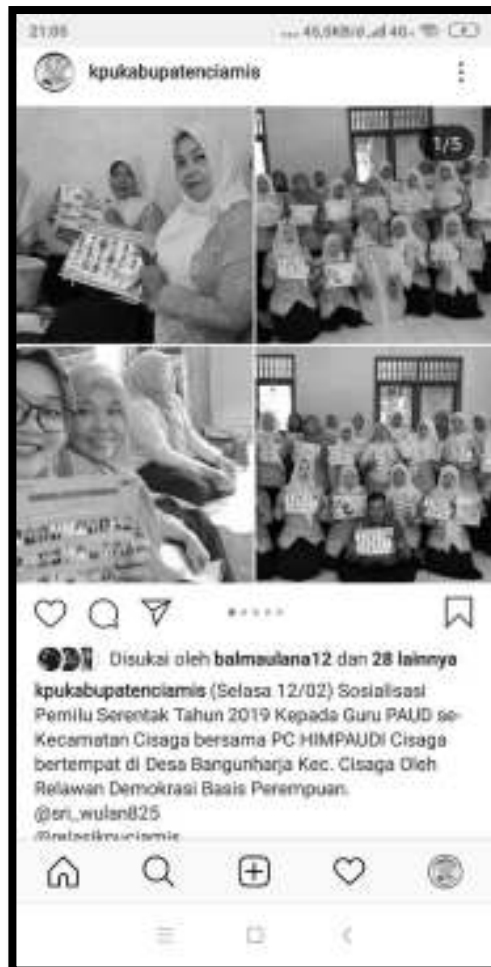 21:05
kpukabupatenciamis
1/5
Disukai oleh balmaulana12 dan 28 lainnya
kpukabupatenciamis (Selasa 12/02) Sosialisasi
Pemilu Serentak Tahun 2019 Kepada Guru PAUD se-
Kecamatan Cisaga bersama PC HIMPAUDI Cisaga
bertempat di Desa Bangunharja Kec. Cisaga Oleh
Relawan Demokrasi Basis Perempuan.
@sri_wulan825